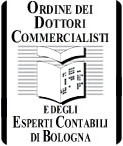 ORDINE DEI
DOTTORI
COMMERCIALISTI
E DEGLI
ESPERTI CONTABILI
DI BOLOGNA